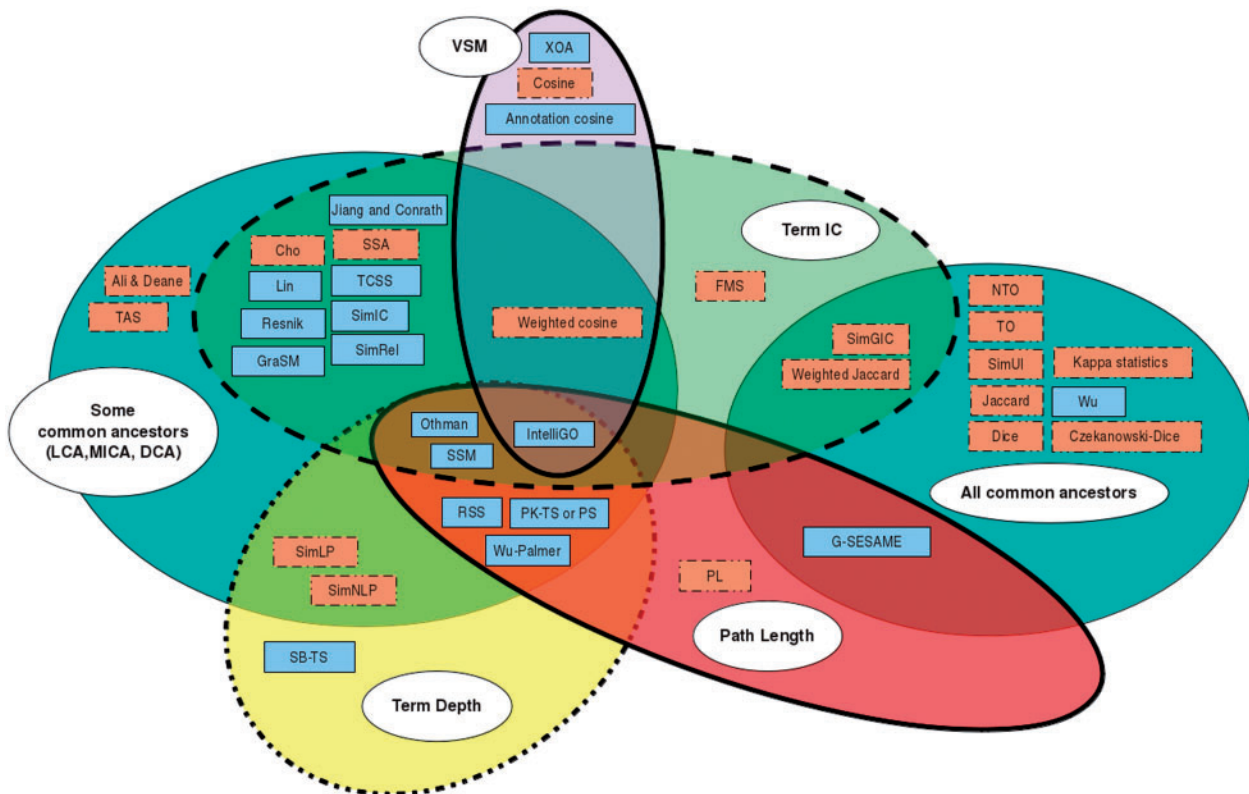 VSM
XOA
Cosine
Annotation cosine
Jiang and Conrath
Term IC
Cho
SSA
Ali & Deane
Lin
TCSS
FMS
NTO
TAS
Resnik
SimIC
Weighted cosine
TO
GraSM
SimRel
SimGIC
SimUI
Kappa statistics
Weighted Jaccard
Some
common ancestors
(LCA,MICA, DCA)
Jaccard
Wu
Othman
IntelliGO
Dice
Czekanowski-Dice
SSM
All common ancestors
RSS
PK-TS or PS
G-SESAME
Wu-Palmer
SimLP
SimNLP
PL
Path Length
SB-TS
Term Depth